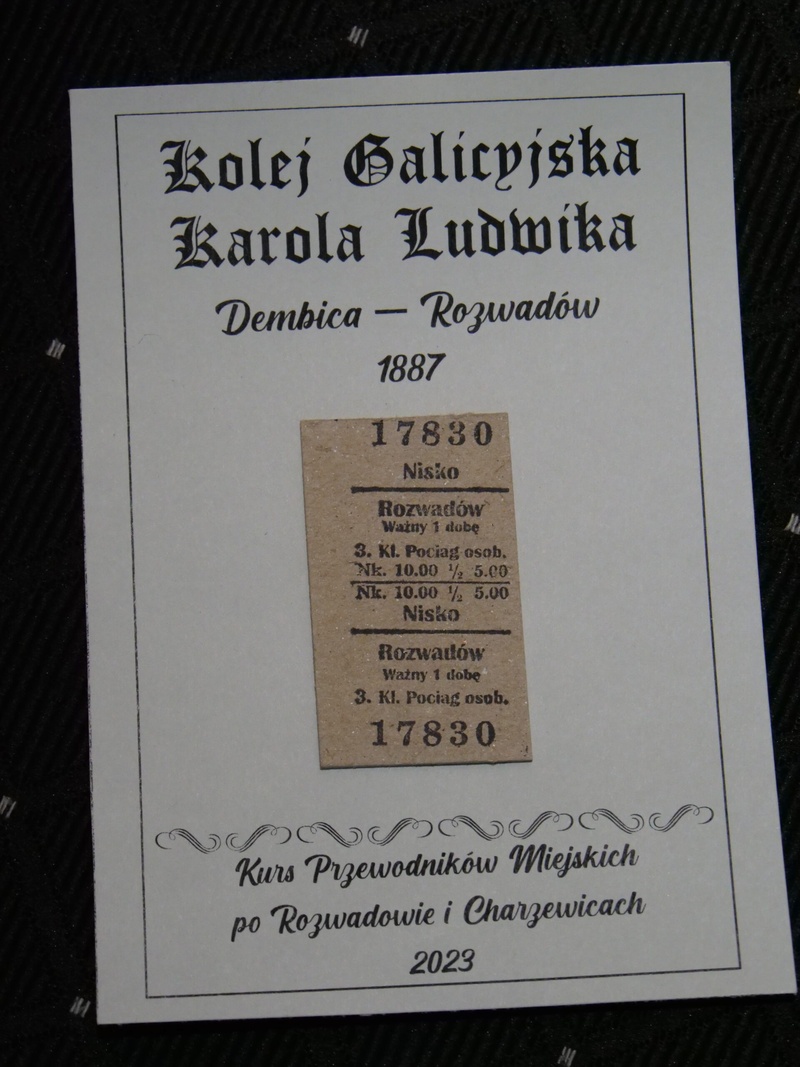 Kolej Galicyjska
Karola Ludwika
Dembica — Rozwadów
1887
17830
Nisko
Rozwadów
Ważny 1 dobę
3. Kl. Pociąg osob.
Nk. 10.00 ½ 5.00
Nk. 10.00 ½ 5.00
Nisko
Rozwadów
Ważny 1 dobę
3. Kl. Pociąg osob.
17830
Kurs Przewodników Miejskich
po Rozwadowie i Charzewicach
2023